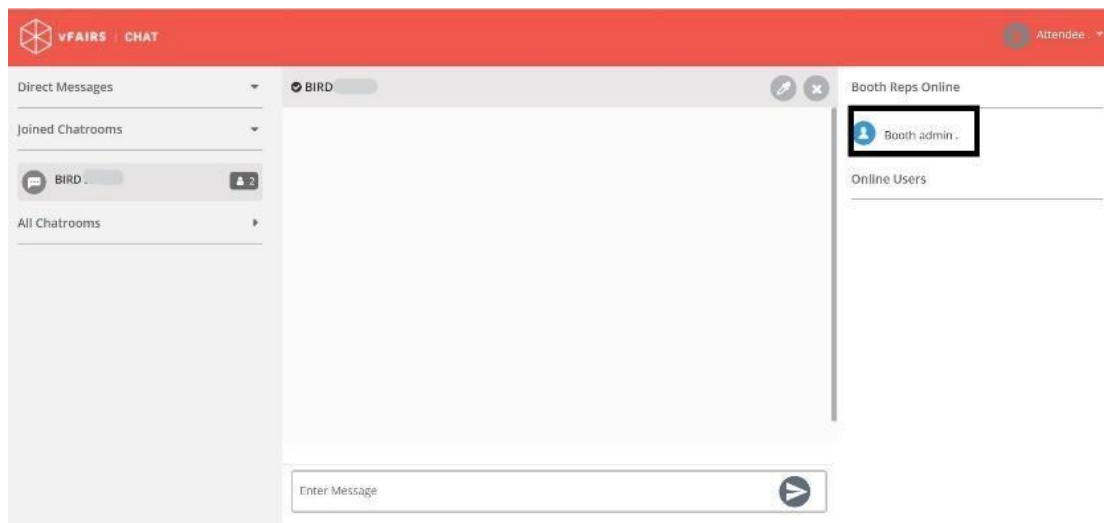 vFAIRS | CHAT
Attendee .
Direct Messages
Joined Chatrooms
BIRD .
2
All Chatrooms
BIRD
Enter Message
Booth Reps Online
Booth admin .
Online Users